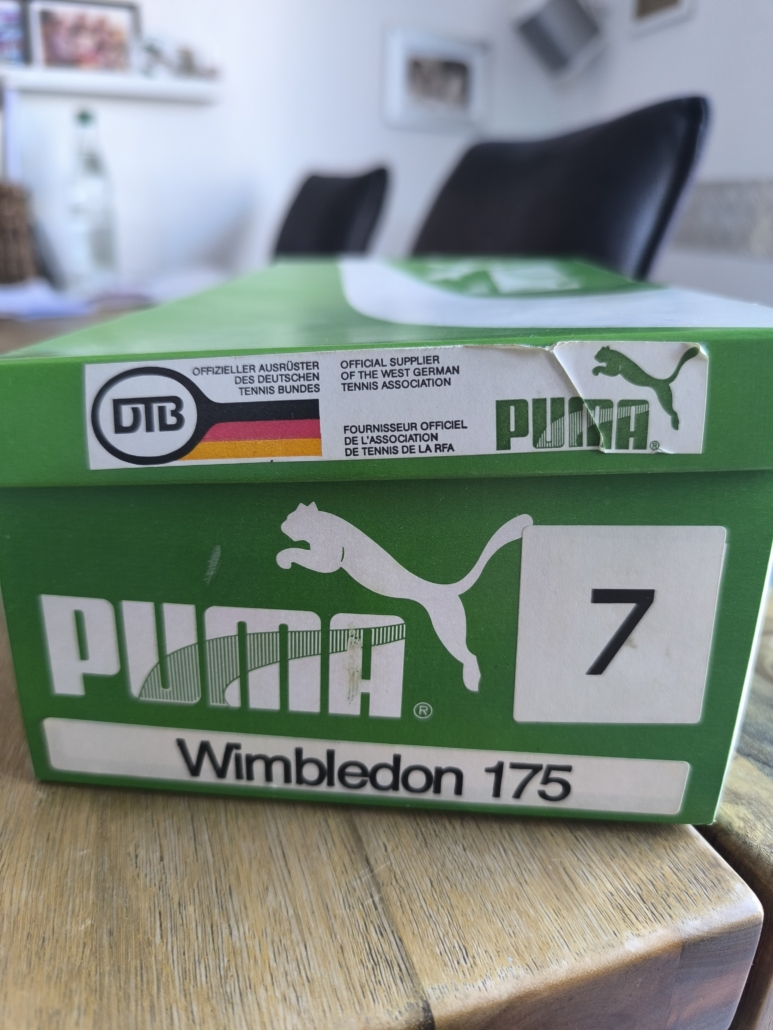 DTB
OFFIZIELLER AUSRÜSTER
DES DEUTSCHEN
TENNIS BUNDES
OFFICIAL SUPPLIER
OF THE WEST GERMAN
TENNIS ASSOCIATION
FOURNISSEUR OFFICIEL
DE L'ASSOCIATION
DE TENNIS DE LA RFA
PUMA®
PUMA®
7
Wimbledon 175